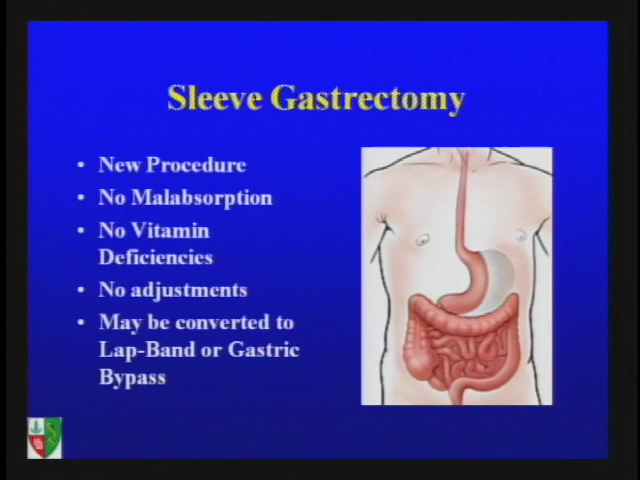 Sleeve Gastrectomy
• New Procedure
• No Malabsorption
• No Vitamin
Deficiencies
• No adjustments
• May be converted to
Lap-Band or Gastric
Bypass